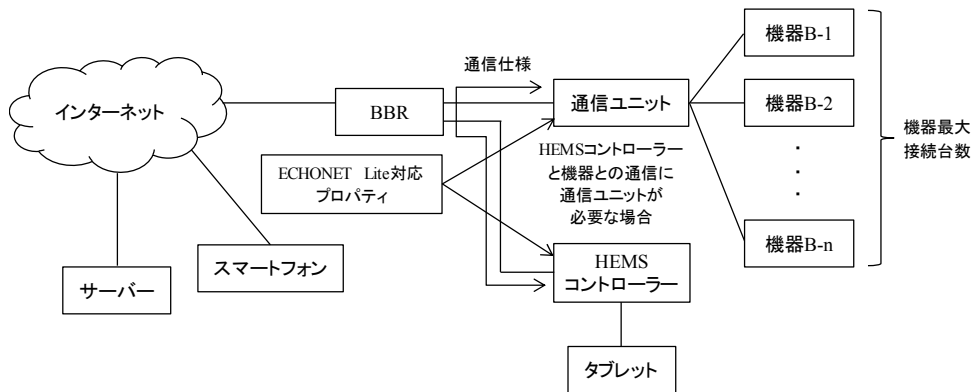 通信仕様
インターネット
BBR
通信ユニット
機器B-1
機器B-2
・
・
・
機器B-n
機器最大
接続台数
ECHONET Lite対応
プロパティ
HEMSコントローラー
と機器との通信に
通信ユニットが
必要な場合
サーバー
スマートフォン
HEMS
コントローラー
タブレット